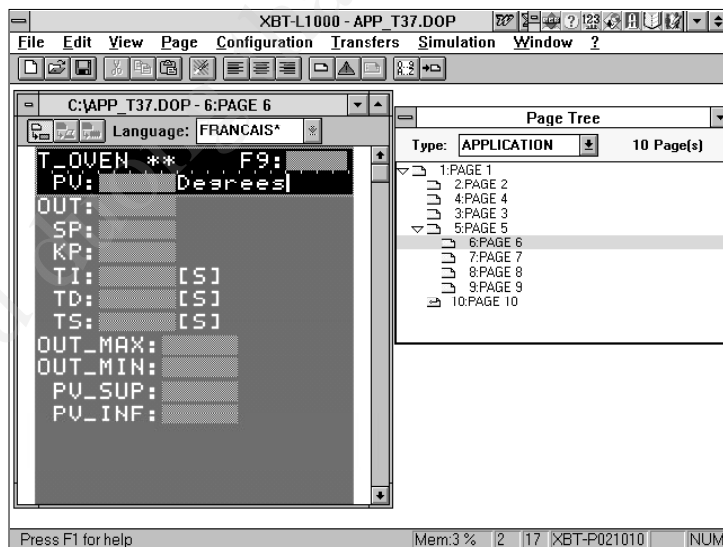 XBT-L1000 - APP_T37.DOP
File Edit View Page Configuration Transfers Simulation Window ?
C:\APP_T37.DOP - 6:PAGE 6
Language: FRANCAIS*
T_OVEN ** F9:
PV: Degrees
OUT:
SP:
KP:
TI: [S]
TD: [S]
TS: [S]
OUT_MAX:
OUT_MIN:
PV_SUP:
PV_INF:
Page Tree
Type: APPLICATION 10 Page(s)
1:PAGE 1
2:PAGE 2
4:PAGE 4
3:PAGE 3
5:PAGE 5
6:PAGE 6
7:PAGE 7
8:PAGE 8
9:PAGE 9
10:PAGE 10
Press F1 for help Mem:3 % 2 17 XBT-P021010 NUM